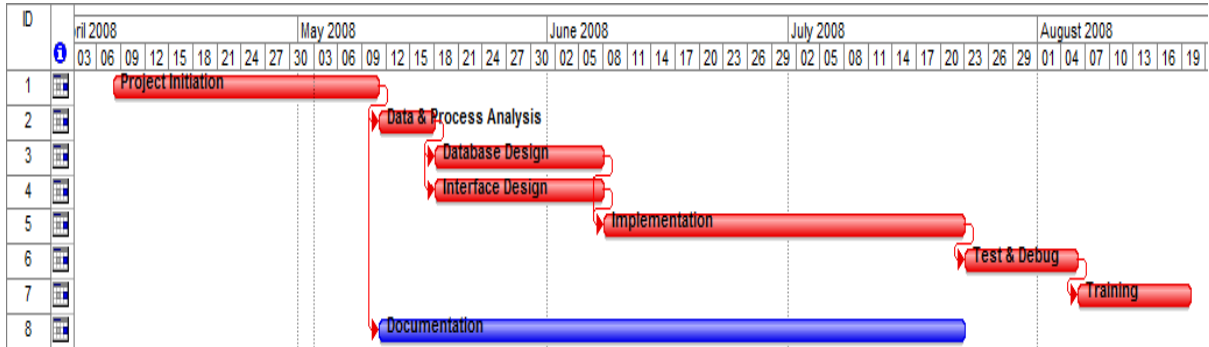 ID
ril 2008 May 2008 June 2008 July 2008 August 2008
03 06 09 12 15 18 21 24 27 30 03 06 09 12 15 18 21 24 27 30 02 05 08 11 14 17 20 23 26 29 02 05 08 11 14 17 20 23 26 29 01 04 07 10 13 16 19
1 Project Initiation
2 Data & Process Analysis
3 Database Design
4 Interface Design
5 Implementation
6 Test & Debug
7 Training
8 Documentation